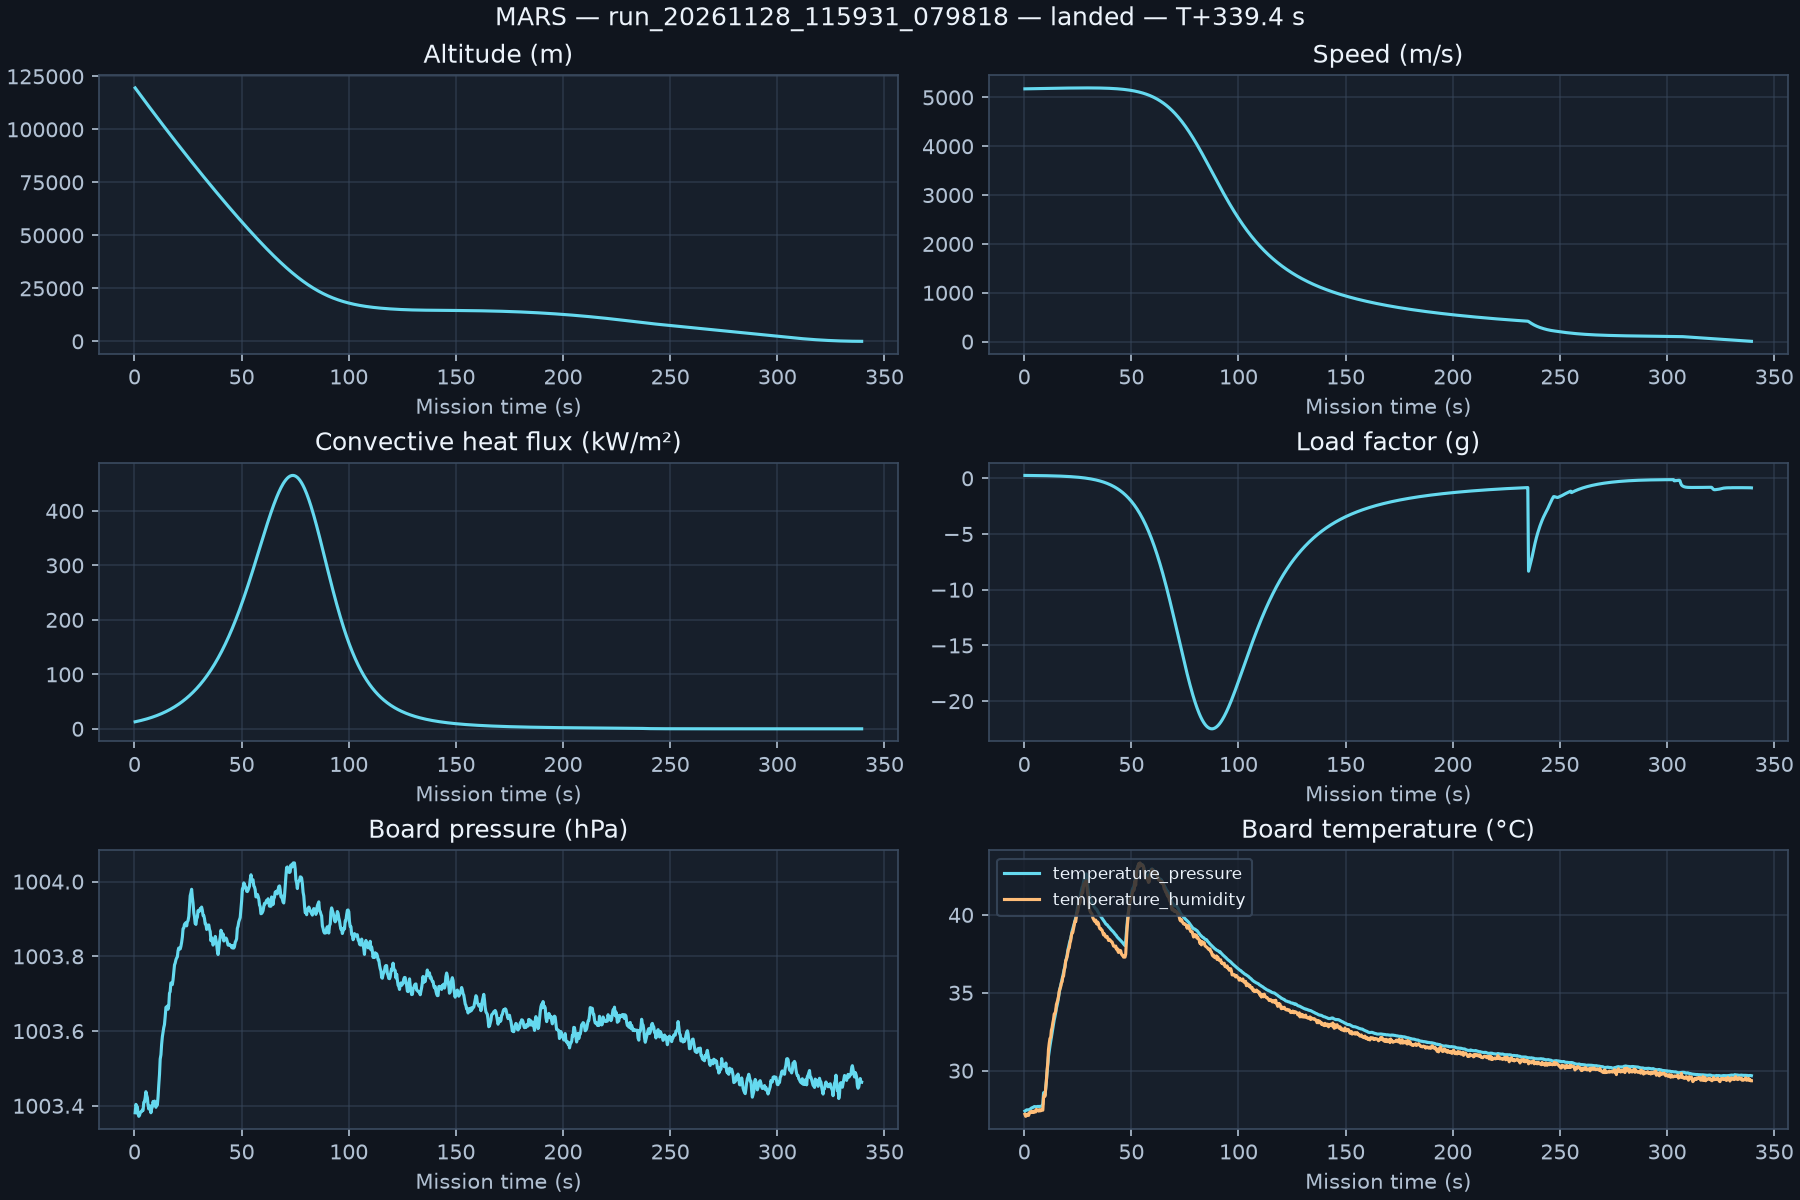 MARS — run_20261128_115931_079818 — landed — T+339.4 s
Altitude (m)
125000
100000
75000
50000
25000
0
0 50 100 150 200 250 300 350
Mission time (s)
Speed (m/s)
5000
4000
3000
2000
1000
0
0 50 100 150 200 250 300 350
Mission time (s)
Convective heat flux (kW/m²)
400
300
200
100
0
0 50 100 150 200 250 300 350
Mission time (s)
Load factor (g)
0
−5
−10
−15
−20
0 50 100 150 200 250 300 350
Mission time (s)
Board pressure (hPa)
1004.0
1003.8
1003.6
1003.4
0 50 100 150 200 250 300 350
Mission time (s)
Board temperature (°C)
temperature_pressure
temperature_humidity
40
35
30
0 50 100 150 200 250 300 350
Mission time (s)